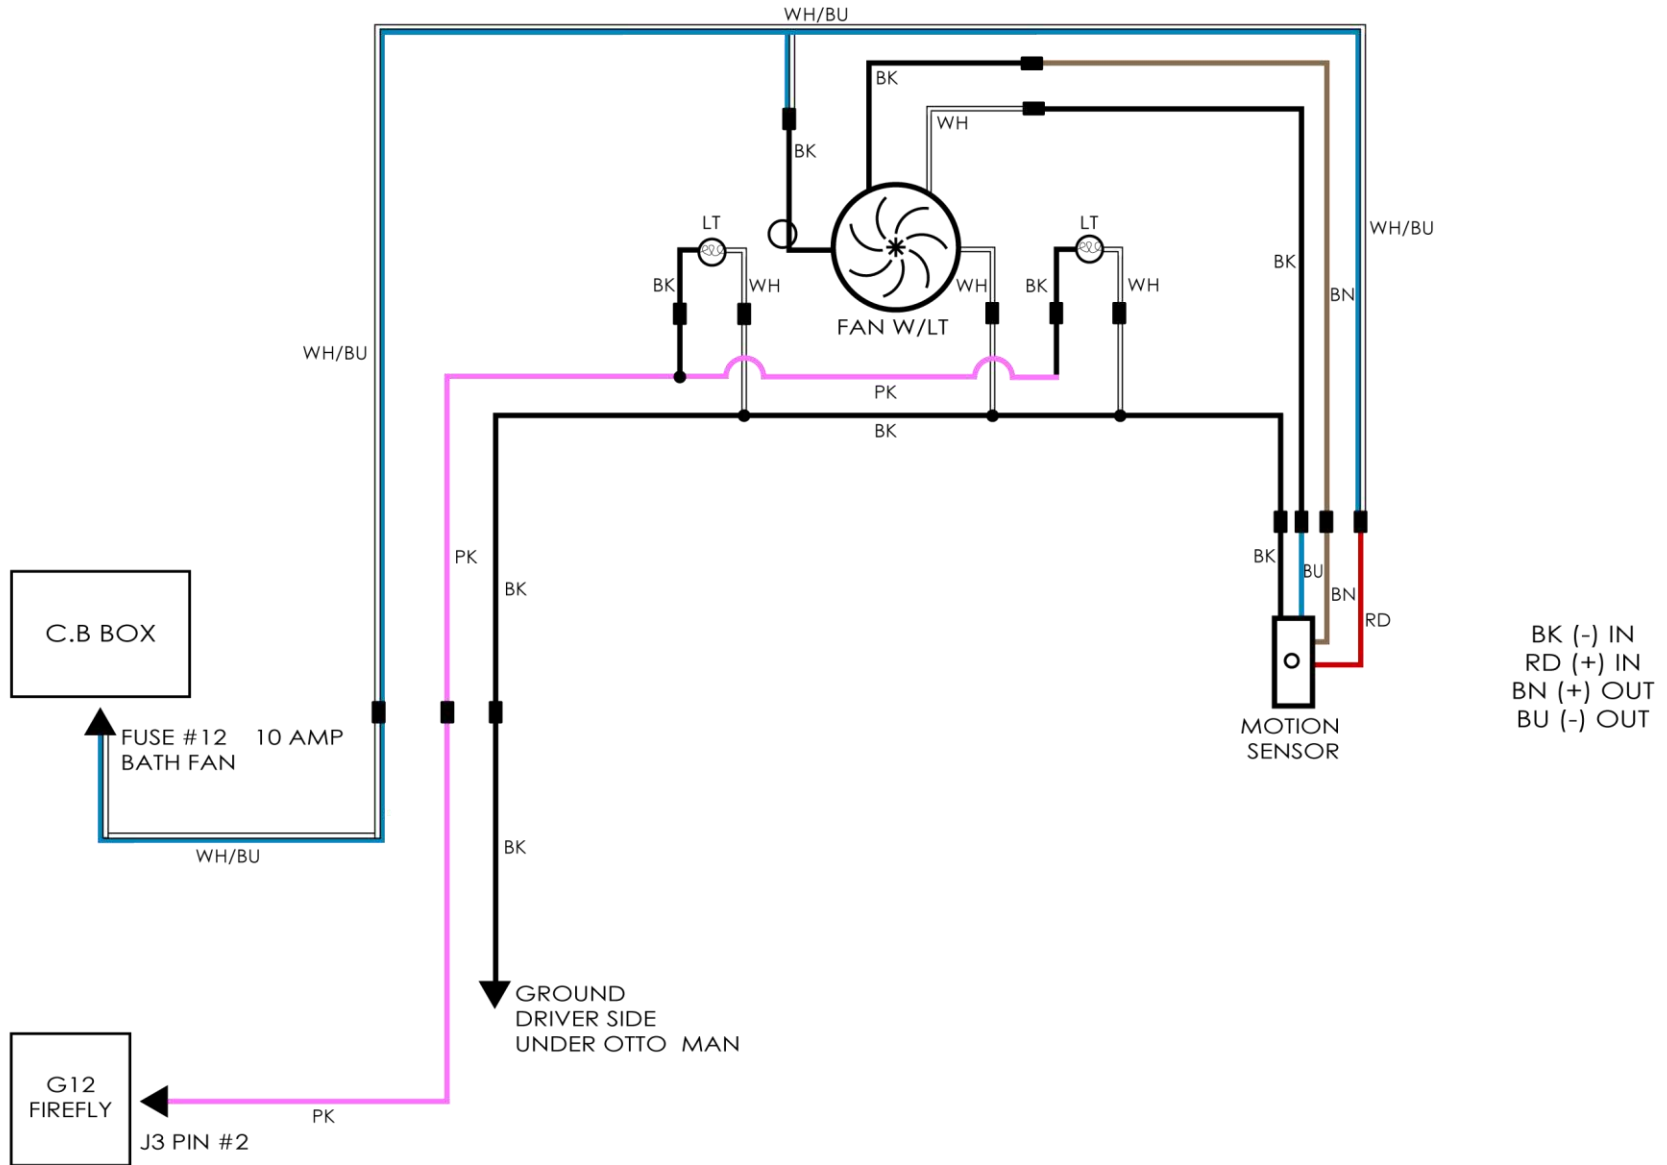 WH/BU
BK
WH
BK
LT
LT
WH/BU
BK
BK
WH
WH
BK
WH
BN
FAN W/LT
WH/BU
PK
BK
PK
BK
BK
BU
BN
RD
C.B BOX
BK (-) IN
RD (+) IN
BN (+) OUT
BU (-) OUT
FUSE #12 10 AMP
BATH FAN
MOTION
SENSOR
WH/BU
BK
GROUND
DRIVER SIDE
UNDER OTTO MAN
G12
FIREFLY
PK
J3 PIN #2